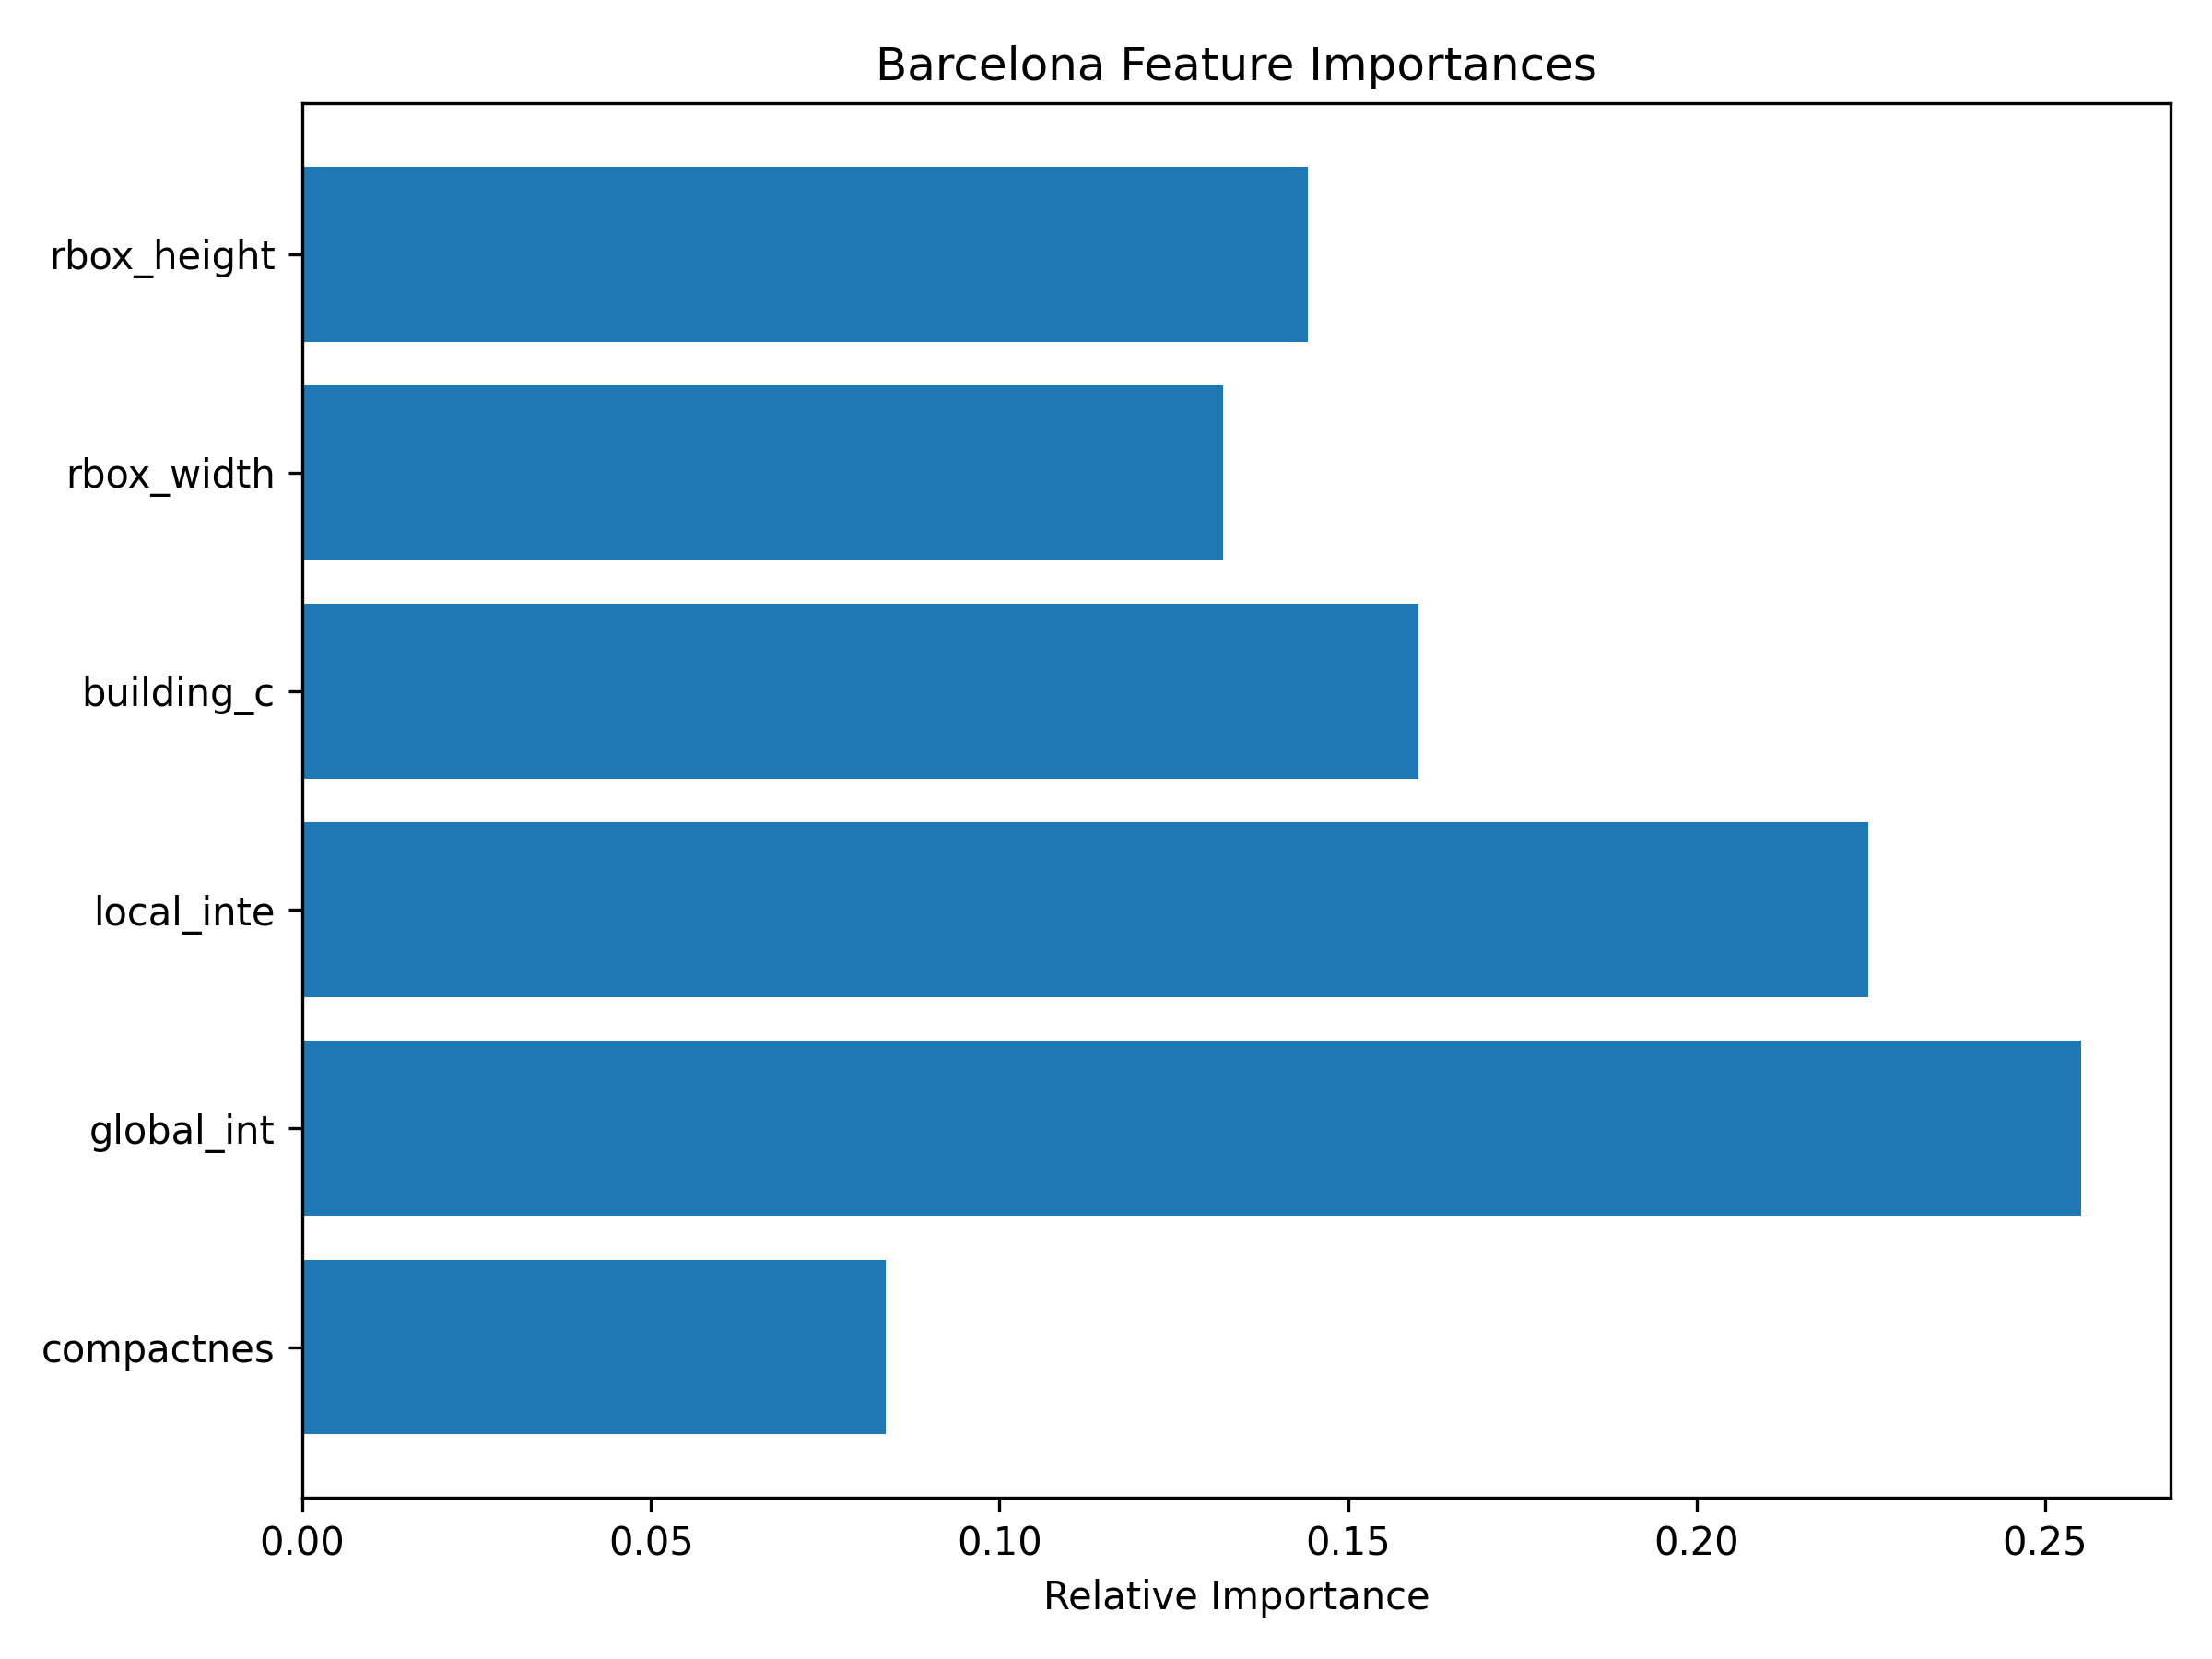 Barcelona Feature Importances
rbox_height
rbox_width
building_c
local_inte
global_int
compactnes
0.00 0.05 0.10 0.15 0.20 0.25
Relative Importance